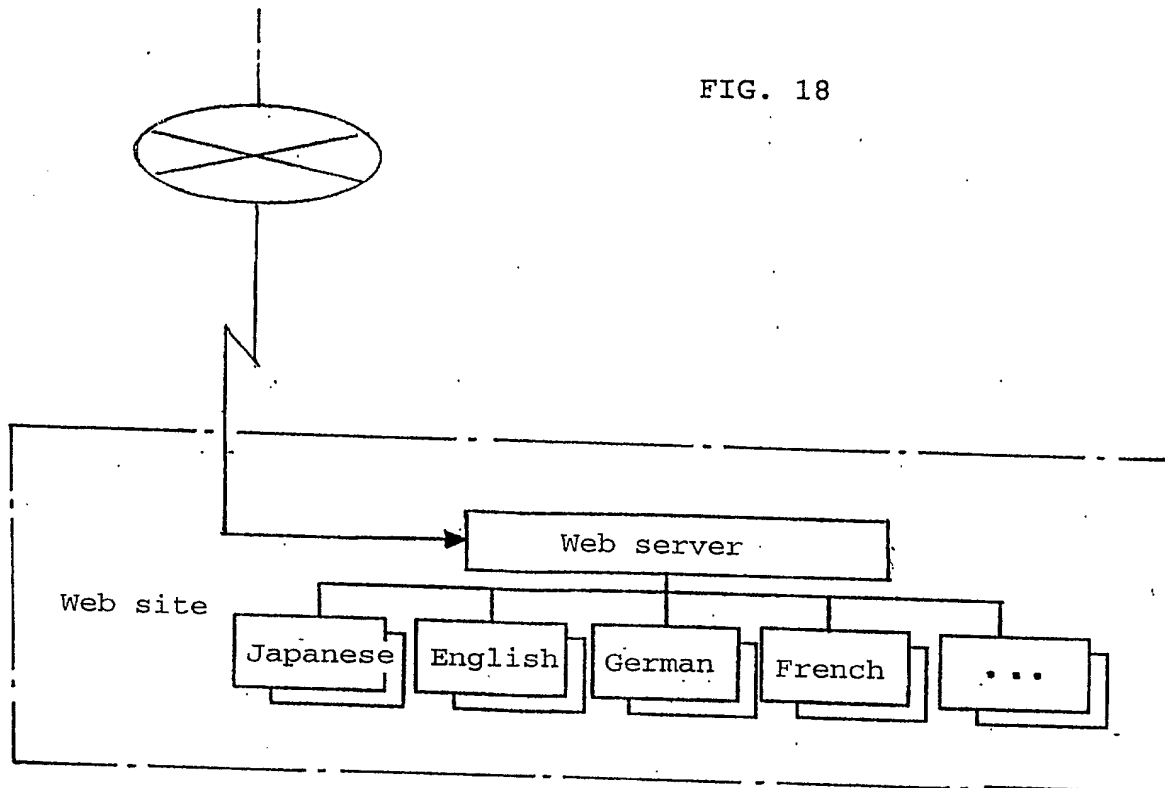 FIG. 18
Web server
Web site
Japanese
English
German
French
...